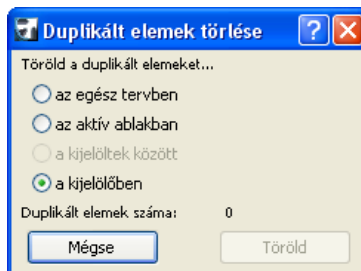 Duplikált elemek törlése
Töröld a duplikált elemeket...
az egész tervben
az aktív ablakban
a kijelöltek között
a kijelölőben
Duplikált elemek száma: 0
Mégse Töröld